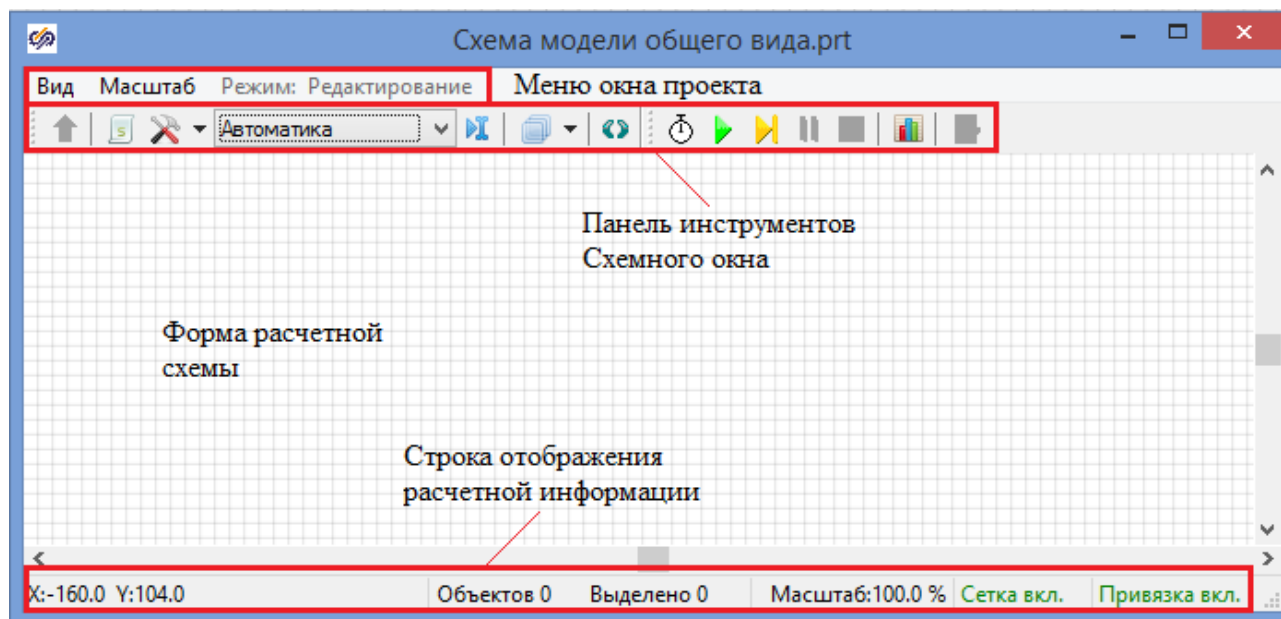 Схема модели общего вида.prt
Вид Масштаб Режим: Редактирование Меню окна проекта
Автоматика
Панель инструментов
Схемного окна
Форма расчетной
схемы
Строка отображения
расчетной информации
X:-160.0 Y:104.0 Объектов 0 Выделено 0 Масштаб:100.0 % Сетка вкл. Привязка вкл.